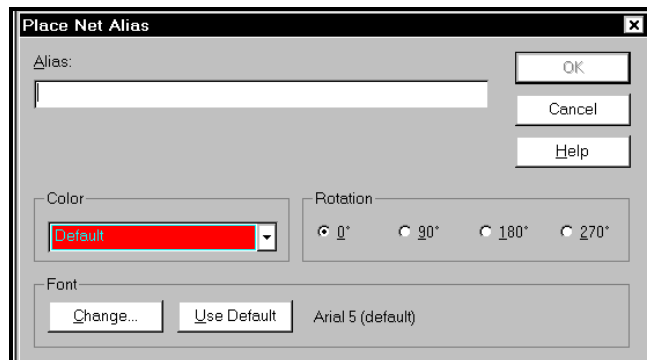 Place Net Alias
Alias:
OK
Cancel
Help
Color
Default
Rotation
0°
90°
180°
270°
Font
Change...
Use Default
Arial 5 (default)